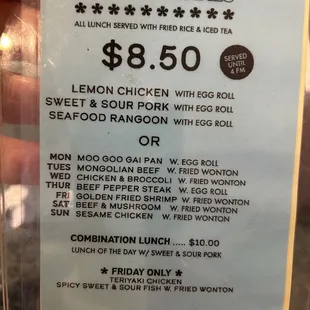 * * * * * * * * * *
ALL LUNCH SERVED WITH FRIED RICE & ICED TEA
$8.50
SERVED
UNTIL
4 PM
LEMON CHICKEN WITH EGG ROLL
SWEET & SOUR PORK WITH EGG ROLL
SEAFOOD RANGOON WITH EGG ROLL
OR
MON MOO GOO GAI PAN W. EGG ROLL
TUES MONGOLIAN BEEF W. FRIED WONTON
WED CHICKEN & BROCCOLI W. FRIED WONTON
THUR BEEF PEPPER STEAK W. EGG ROLL
FRI GOLDEN FRIED SHRIMP W. FRIED WONTON
SAT BEEF & MUSHROOM W. FRIED WONTON
SUN SESAME CHICKEN W. FRIED WONTON
COMBINATION LUNCH ..... $10.00
LUNCH OF THE DAY W/ SWEET & SOUR PORK
* FRIDAY ONLY *
TERIYAKI CHICKEN
SPICY SWEET & SOUR FISH W. FRIED WONTON